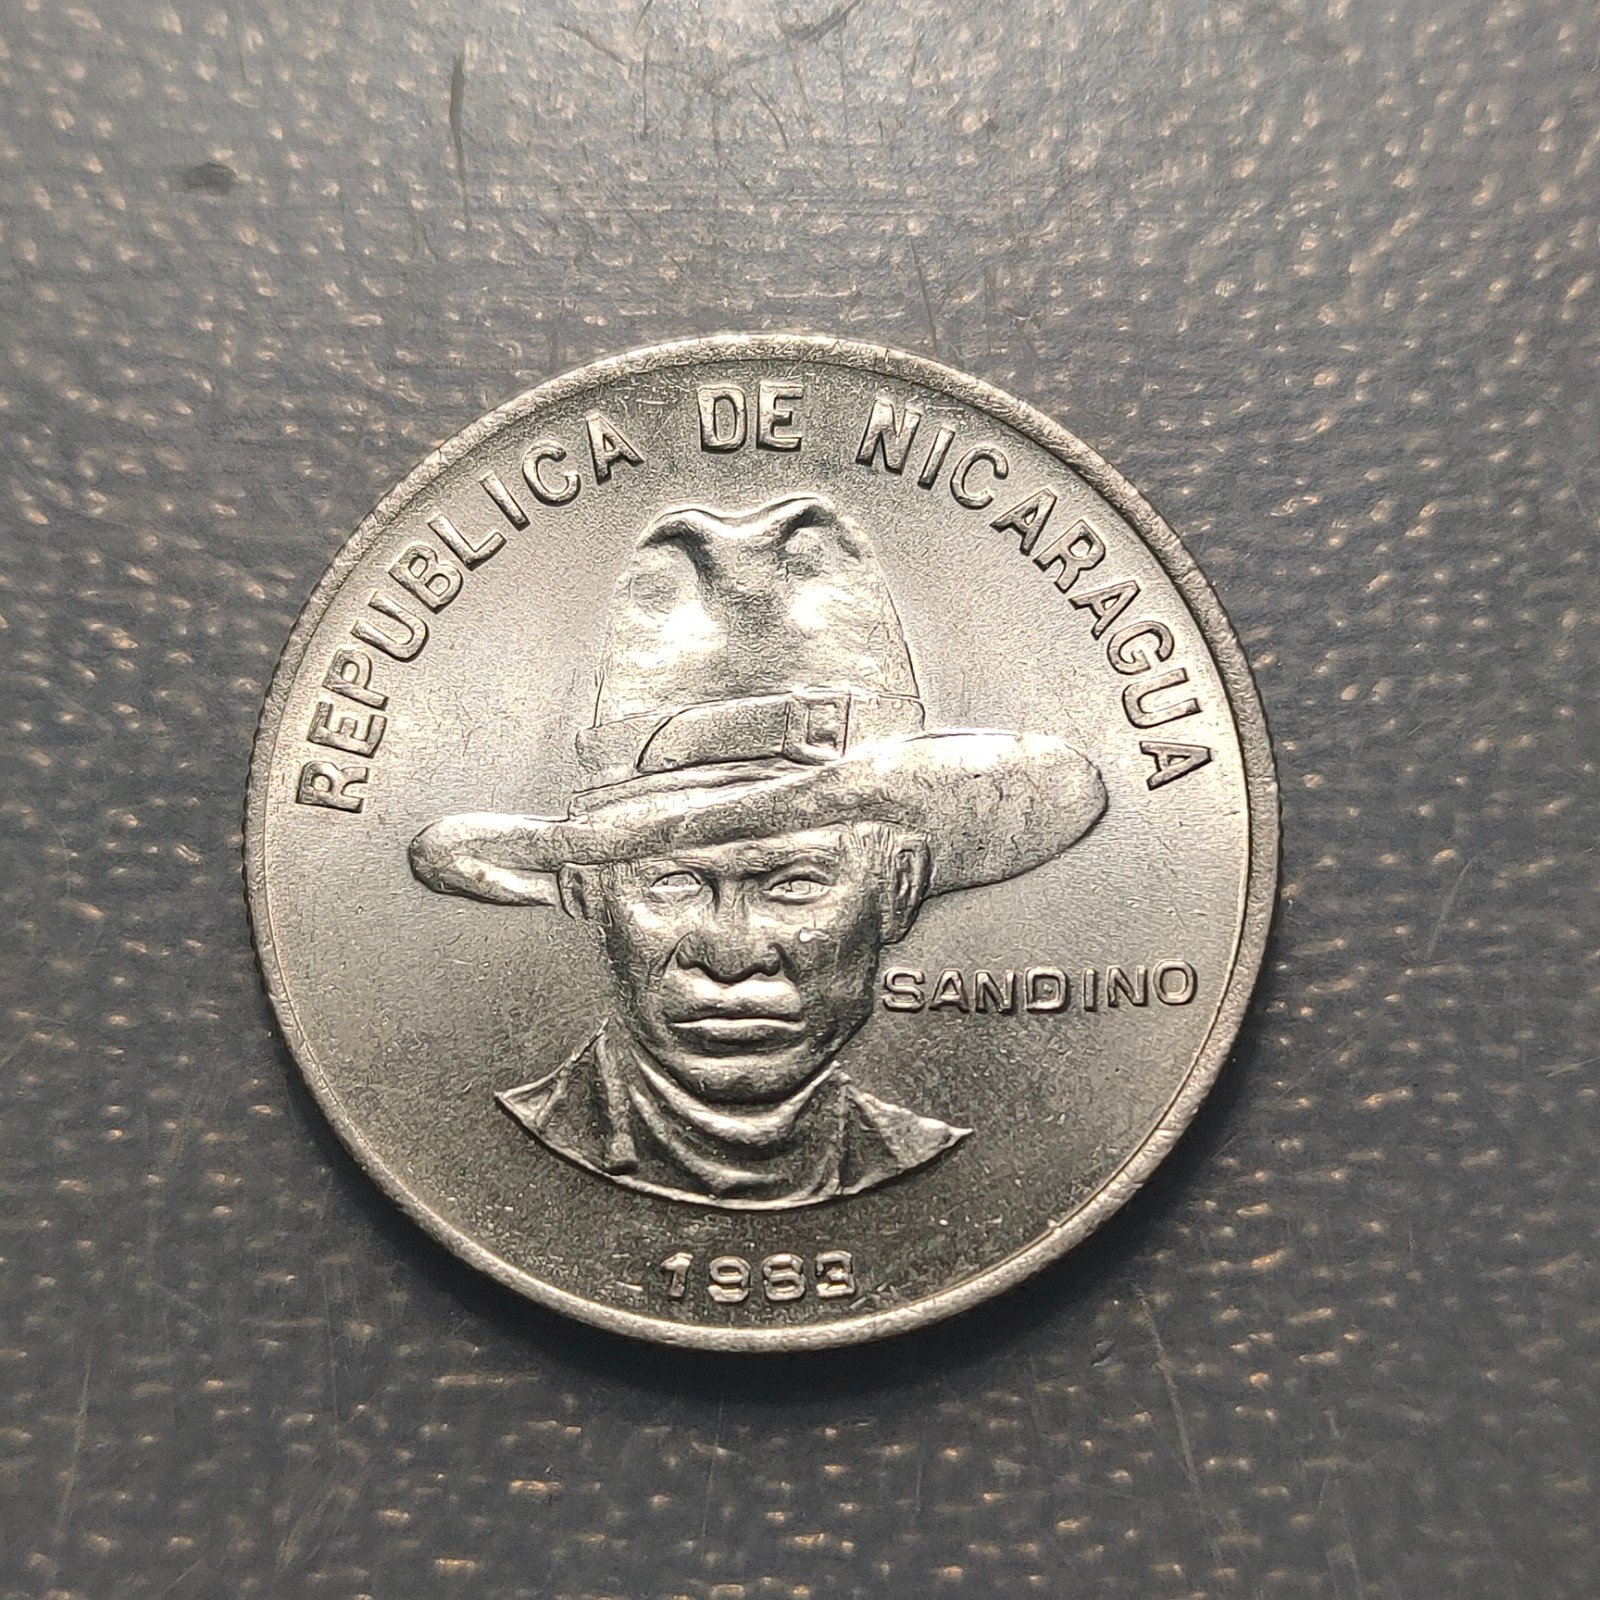 REPUBLICA DE NICARAGUA
SANDINO
1983